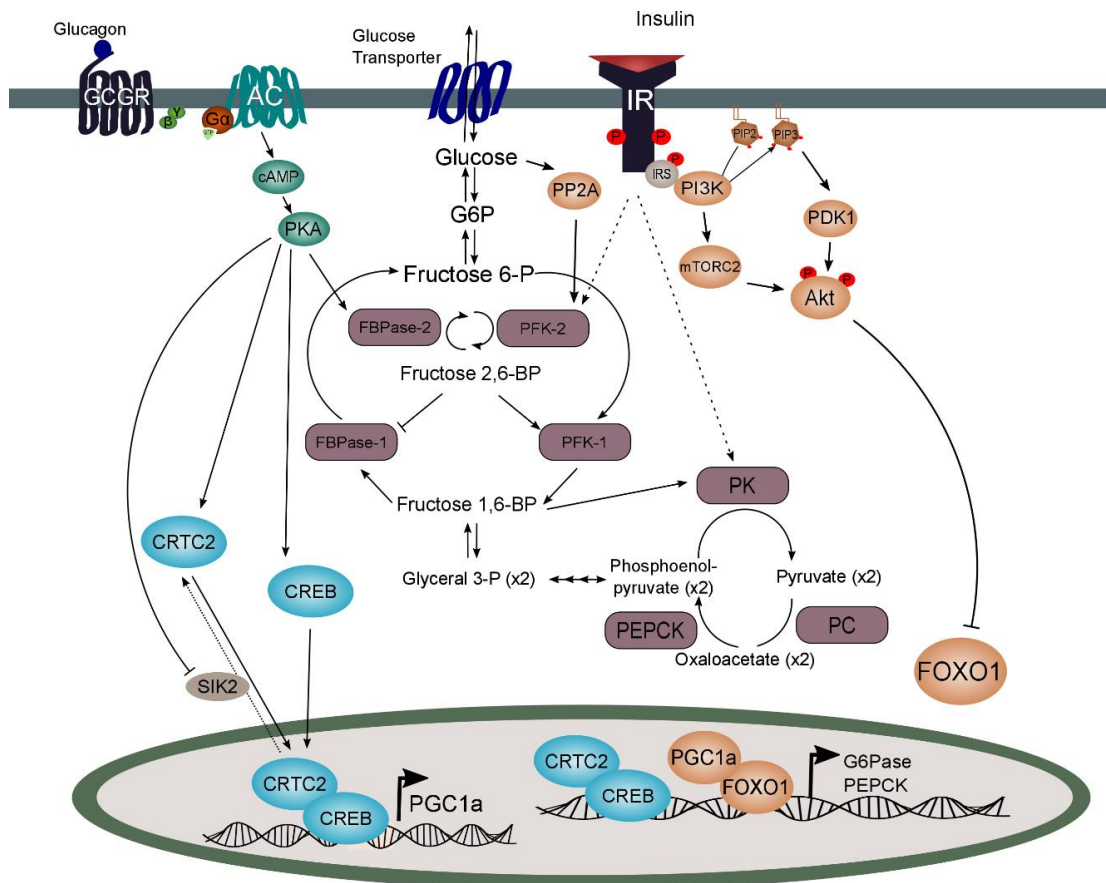 Insulin
Glucagon
Glucose
Transporter
GCGR
AC
IR
β
γ
Gα
GTP
P
P
P
PIP2
PIP3
IRS
PI3K
Glucose
PP2A
cAMP
PKA
G6P
PDK1
mTORC2
P
P
Akt
Fructose 6-P
FBPase-2
PFK-2
Fructose 2,6-BP
FBPase-1
PFK-1
PK
Fructose 1,6-BP
CRTC2
Glyceral 3-P (x2)
Phosphoenol-
pyruvate (x2)
Pyruvate (x2)
CREB
PEPCK
PC
Oxaloacetate (x2)
FOXO1
SIK2
CRTC2
CREB
PGC1a
CRTC2
CREB
PGC1a
FOXO1
G6Pase
PEPCK